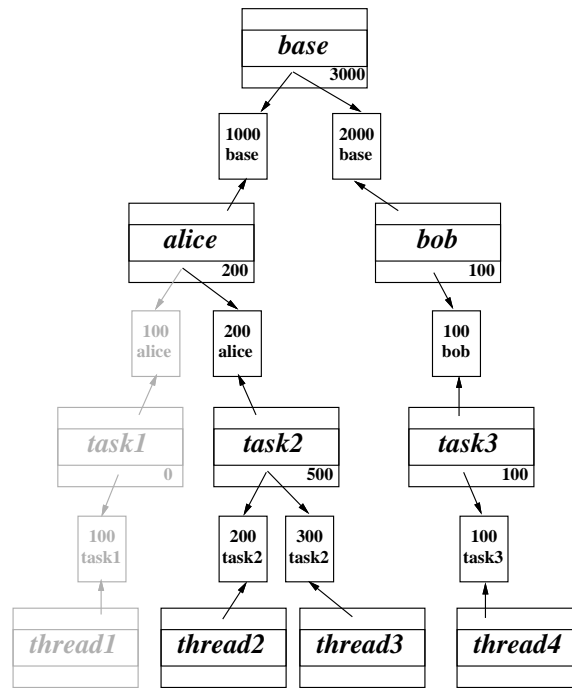 base
3000
1000
base
2000
base
alice
200
bob
100
100
alice
200
alice
100
bob
task1
0
task2
500
task3
100
100
task1
200
task2
300
task2
100
task3
thread1
thread2
thread3
thread4